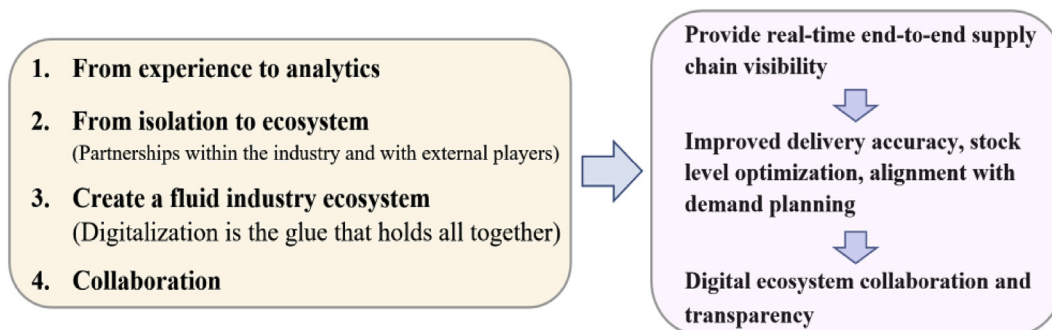 1. From experience to analytics
2. From isolation to ecosystem
(Partnerships within the industry and with external players)
3. Create a fluid industry ecosystem
(Digitalization is the glue that holds all together)
4. Collaboration
Provide real-time end-to-end supply
chain visibility
Improved delivery accuracy, stock
level optimization, alignment with
demand planning
Digital ecosystem collaboration and
transparency